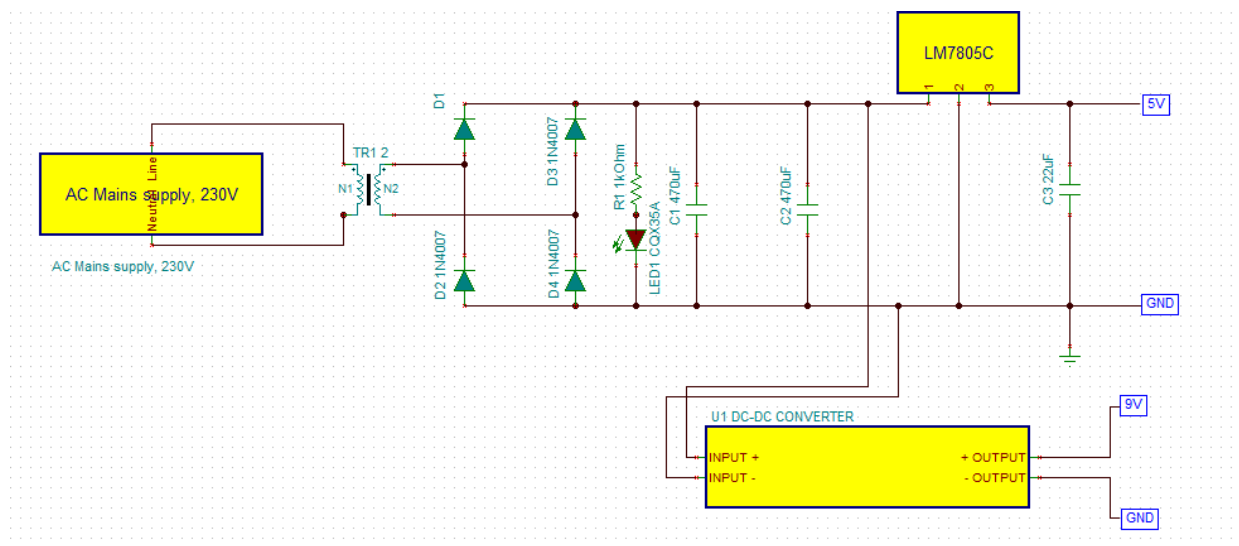 LM7805C
1
2
3
5V
D1
D3 1N4007
TR1 2
N1
N2
Line
Neutral
AC Mains supply, 230V
AC Mains supply, 230V
R1 1kOhm
LED1 CQX35A
C1 470uF
C2 470uF
C3 22uF
D2 1N4007
D4 1N4007
GND
U1 DC-DC CONVERTER
9V
INPUT +
+ OUTPUT
INPUT -
- OUTPUT
GND